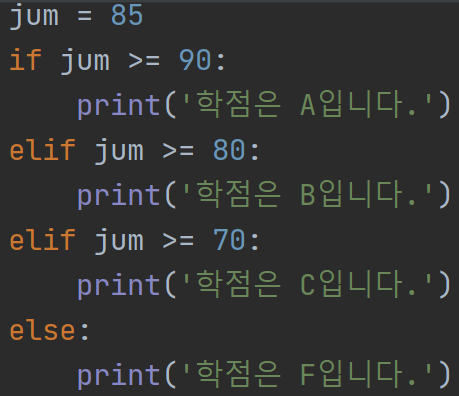 jum = 85
if jum >= 90:
    print('학점은 A입니다.')
elif jum >= 80:
    print('학점은 B입니다.')
elif jum >= 70:
    print('학점은 C입니다.')
else:
    print('학점은 F입니다.')